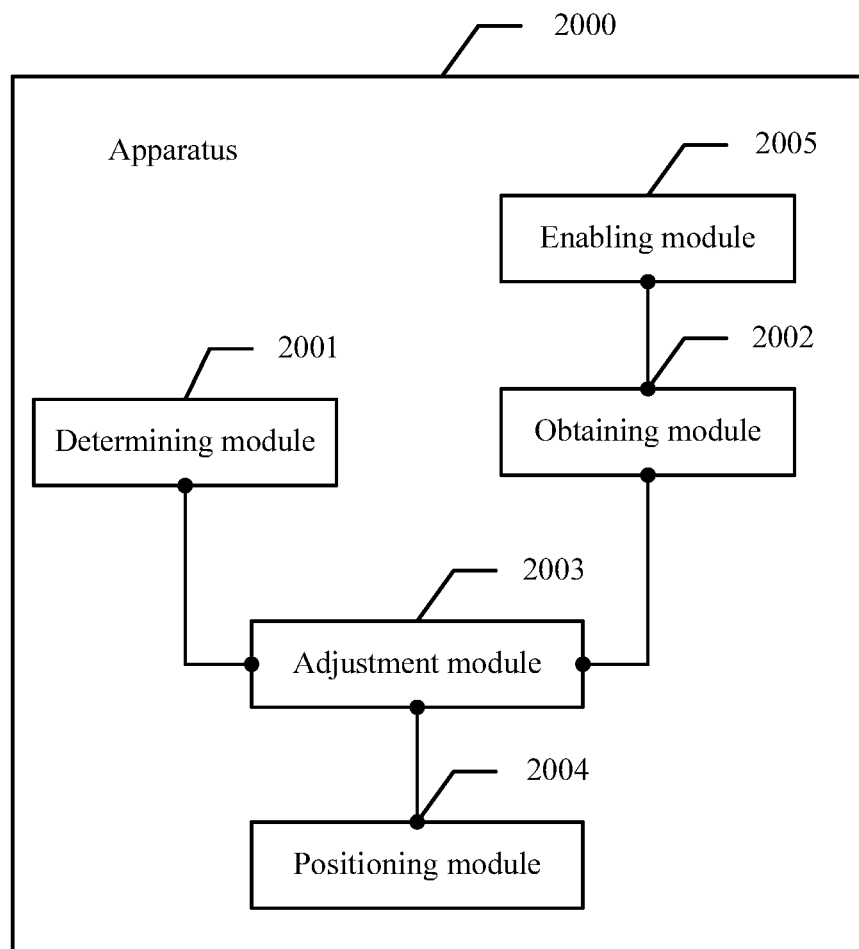 2000
Apparatus
2005
Enabling module
2001
2002
Determining module
Obtaining module
2003
Adjustment module
2004
Positioning module